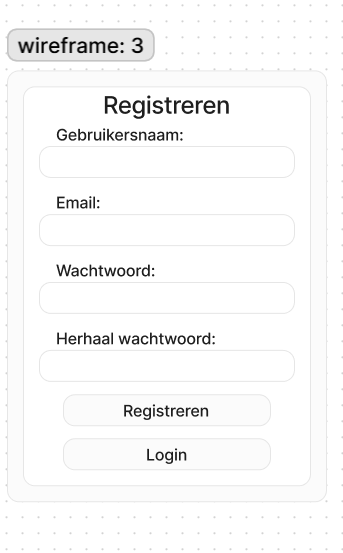 wireframe: 3
Registreren
Gebruikersnaam:
Email:
Wachtwoord:
Herhaal wachtwoord:
Registreren
Login